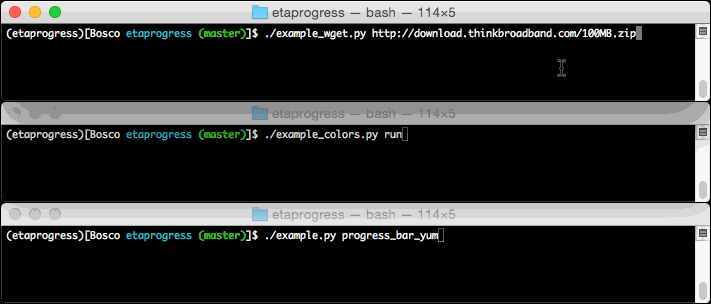 etaprogress — bash — 114×5
(etaprogress)[Bosco etaprogress (master)]$ ./example_wget.py http://download.thinkbroadband.com/100MB.zip
etaprogress — bash — 114×5
(etaprogress)[Bosco etaprogress (master)]$ ./example_colors.py run
etaprogress — bash — 114×5
(etaprogress)[Bosco etaprogress (master)]$ ./example.py progress_bar_yum